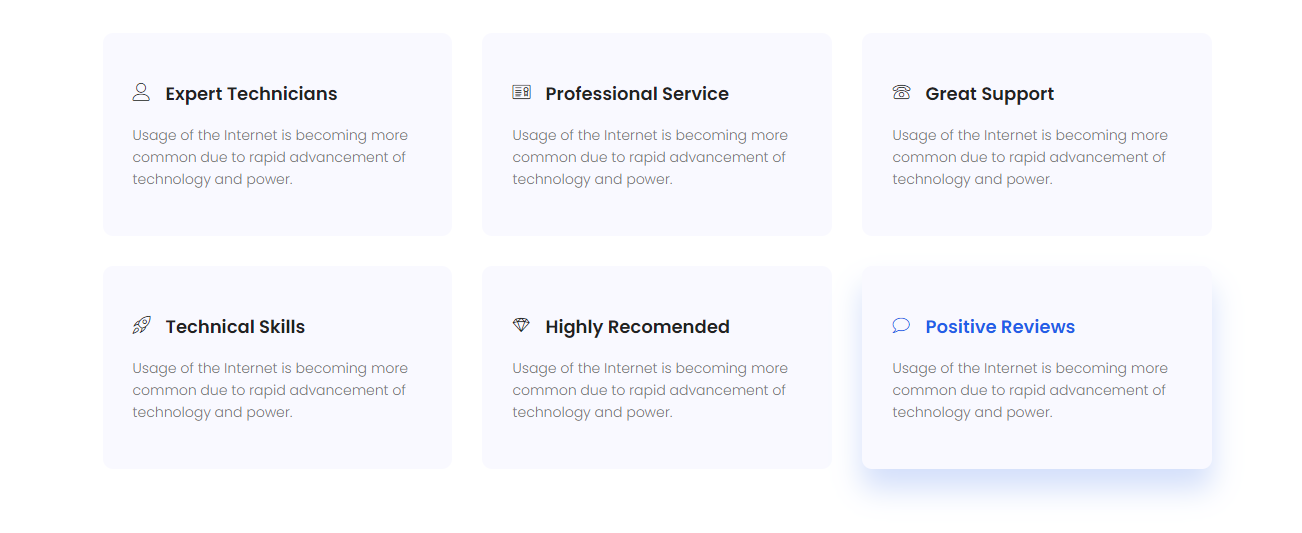 Expert Technicians
Usage of the Internet is becoming more
common due to rapid advancement of
technology and power.
Professional Service
Usage of the Internet is becoming more
common due to rapid advancement of
technology and power.
Great Support
Usage of the Internet is becoming more
common due to rapid advancement of
technology and power.
Technical Skills
Usage of the Internet is becoming more
common due to rapid advancement of
technology and power.
Highly Recomended
Usage of the Internet is becoming more
common due to rapid advancement of
technology and power.
Positive Reviews
Usage of the Internet is becoming more
common due to rapid advancement of
technology and power.